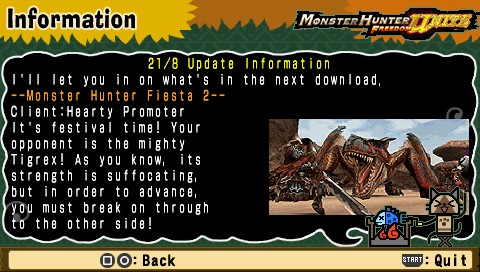 Information
MONSTER HUNTER
FREEDOM UNITE
21/8 Update Information
I'll let you in on what's in the next download,
--Monster Hunter Fiesta 2--
Client:Hearty Promoter
It's festival time! Your
opponent is the mighty
Tigrex! As you know, its
strength is suffocating,
but in order to advance,
you must break on through
to the other side!
: Back
START: Quit